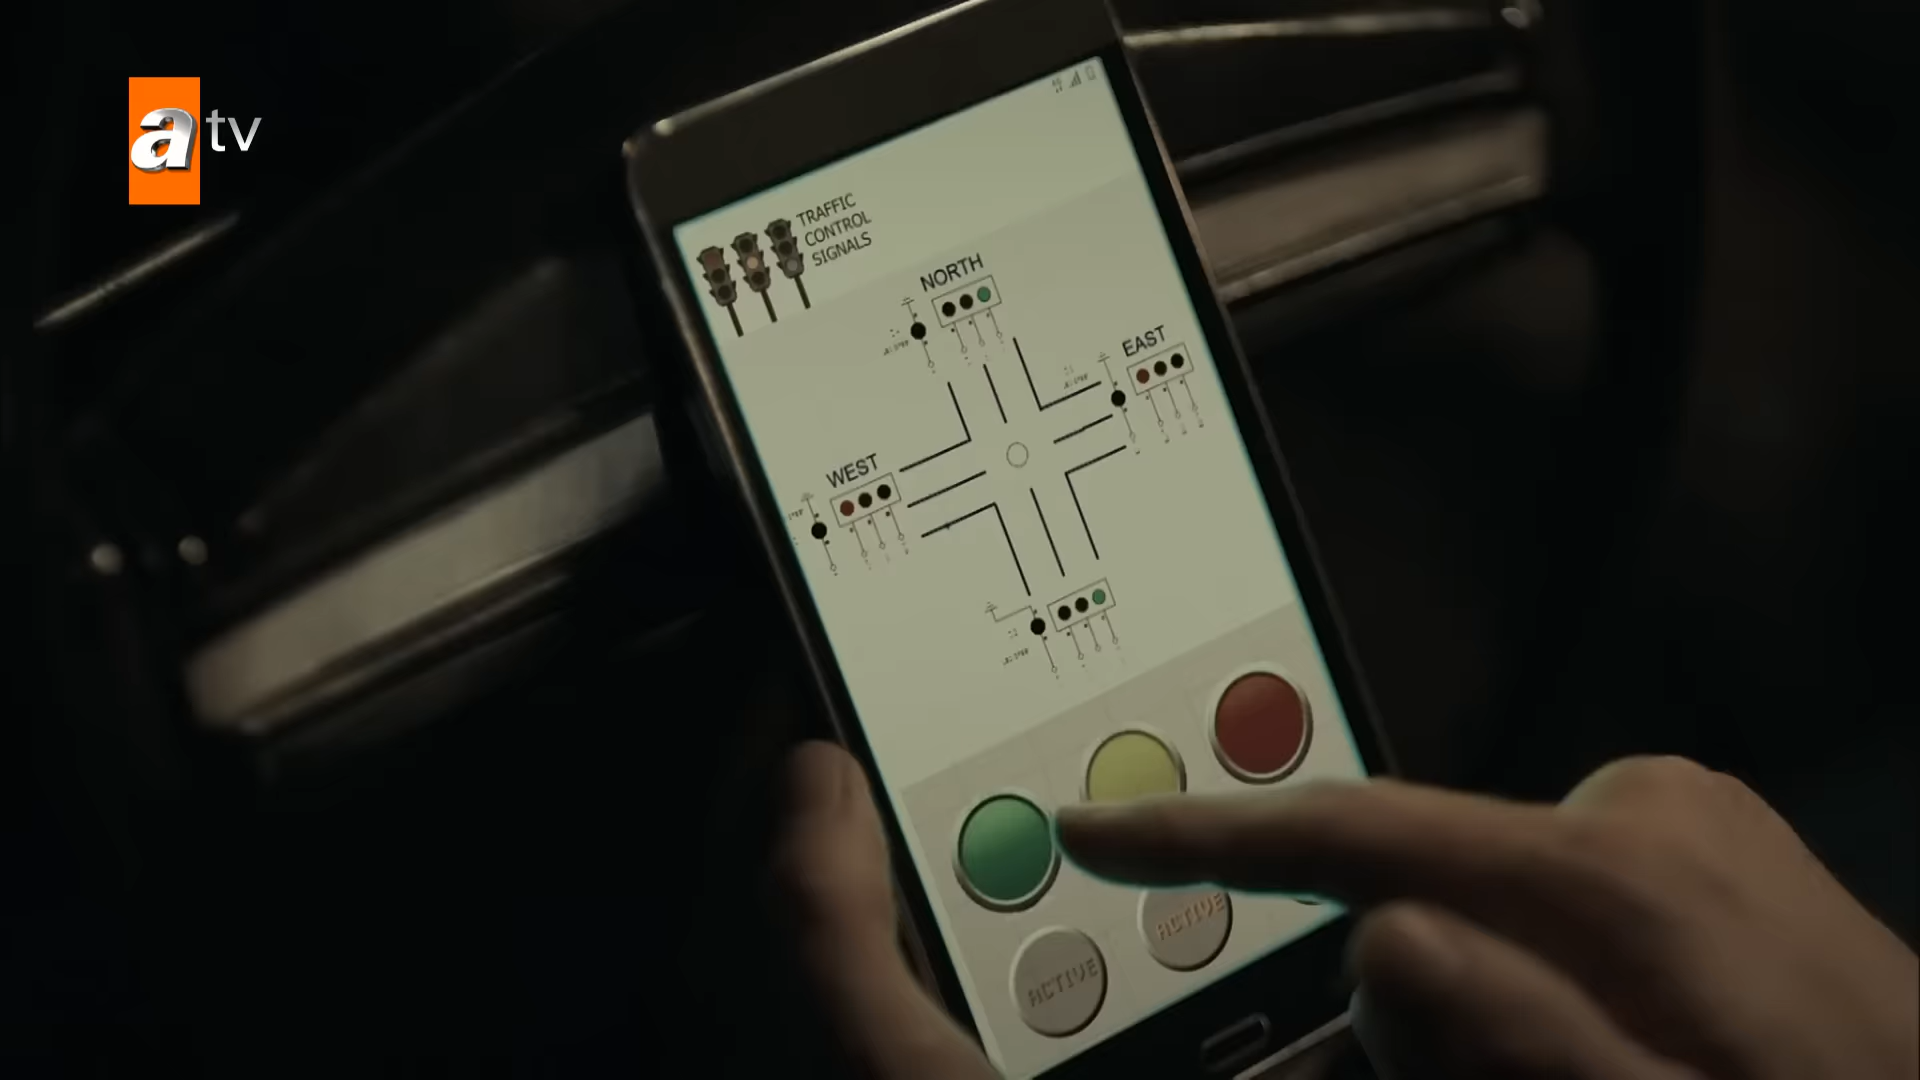 atv
TRAFFIC
CONTROL
SIGNALS
NORTH
EAST
WEST
ACTIVE
ACTIVE